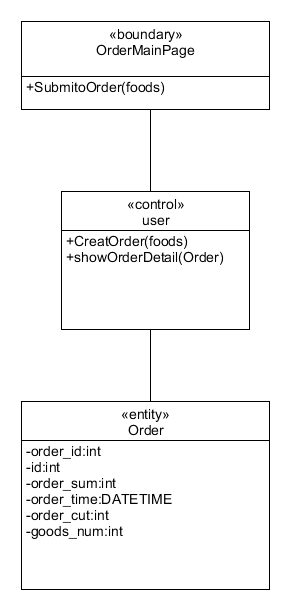 «boundary»
OrderMainPage
+SubmitoOrder(foods)
«control»
user
+CreatOrder(foods)
+showOrderDetail(Order)
«entity»
Order
-order_id:int
-id:int
-order_sum:int
-order_time:DATETIME
-order_cut:int
-goods_num:int